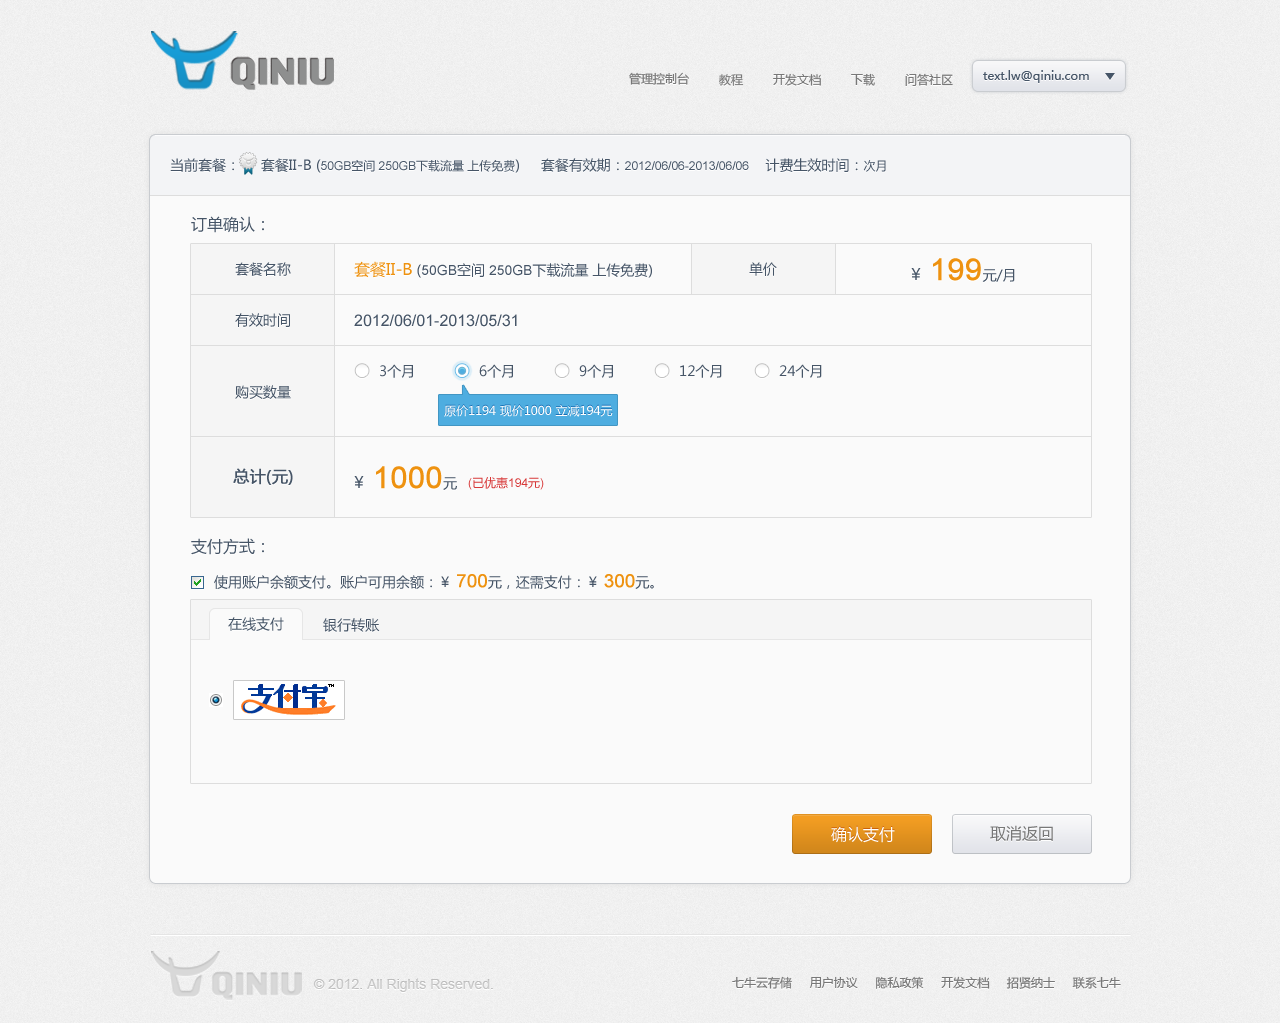 QINIU
管理控制台 教程 开发文档 下载 问答社区 text.lw@qiniu.com
当前套餐： 套餐II-B (50GB空间 250GB下载流量 上传免费) 套餐有效期：2012/06/06-2013/06/06 计费生效时间：次月
订单确认：
套餐名称 套餐II-B (50GB空间 250GB下载流量 上传免费) 单价 ¥ 199元/月
有效时间 2012/06/01-2013/05/31
购买数量 3个月 6个月 9个月 12个月 24个月
原价1194 现价1000 立减194元
总计(元) ¥ 1000元 (已优惠194元)
支付方式：
使用账户余额支付。账户可用余额：¥ 700元，还需支付：¥ 300元。
在线支付 银行转账
支付宝™
确认支付 取消返回
QINIU © 2012. All Rights Reserved. 七牛云存储 用户协议 隐私政策 开发文档 招贤纳士 联系七牛